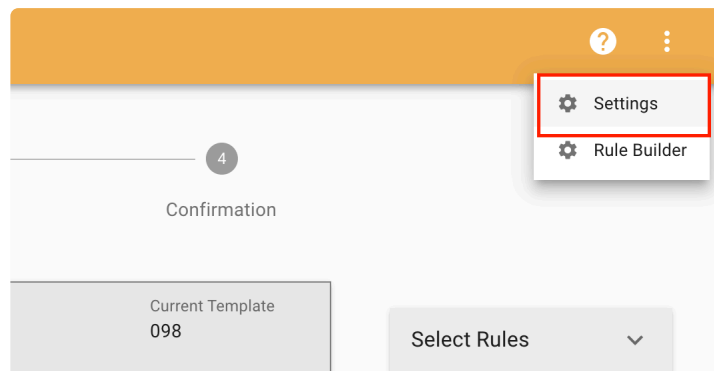 ?
Settings
Rule Builder
4
Confirmation
Current Template
098
Select Rules